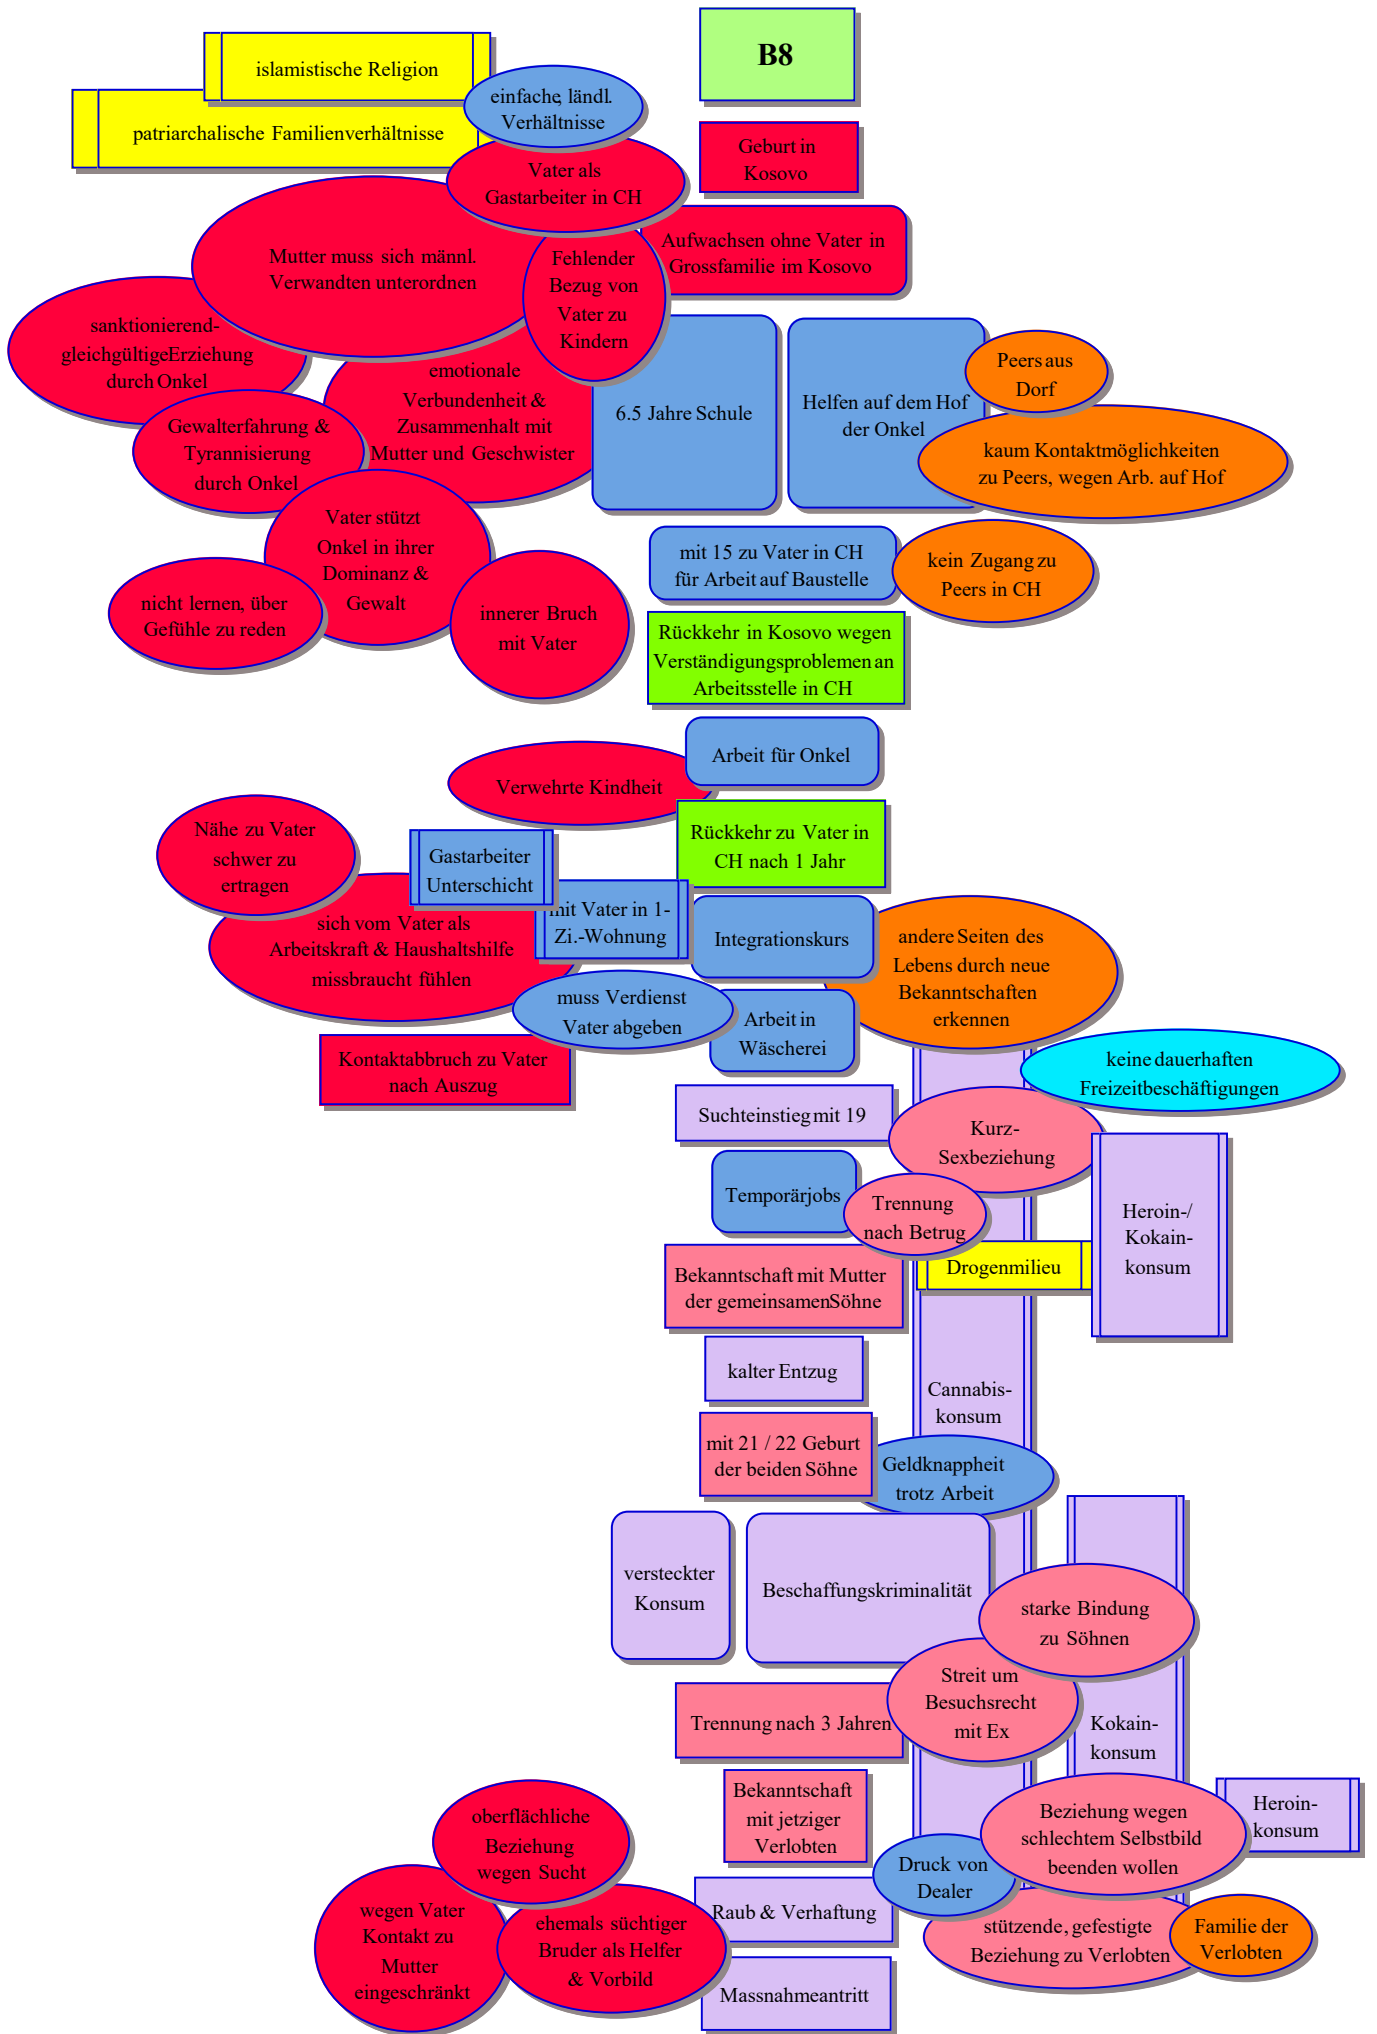 B8
islamistische Religion
einfache, ländl.
Verhältnisse
patriarchalische Familienverhältnisse
Geburt in
Kosovo
Vater als
Gastarbeiter in CH
Aufwachsen ohne Vater in
Grossfamilie im Kosovo
Mutter muss sich männl.
Verwandten unterordnen
Fehlender
Bezug von
Vater zu
Kindern
sanktionierend-
gleichgültige Erziehung
durch Onkel
emotionale
Verbundenheit &
Zusammenhalt mit
Mutter und Geschwister
6.5 Jahre Schule
Helfen auf dem Hof
der Onkel
Peers aus
Dorf
kaum Kontaktmöglichkeiten
zu Peers, wegen Arb. auf Hof
Gewalterfahrung &
Tyrannisierung
durch Onkel
Vater stützt
Onkel in ihrer
Dominanz &
Gewalt
mit 15 zu Vater in CH
für Arbeit auf Baustelle
kein Zugang zu
Peers in CH
nicht lernen, über
Gefühle zu reden
innerer Bruch
mit Vater
Rückkehr in Kosovo wegen
Verständigungsproblemen an
Arbeitsstelle in CH
Arbeit für Onkel
Verwehrte Kindheit
Rückkehr zu Vater in
CH nach 1 Jahr
Nähe zu Vater
schwer zu
ertragen
Gastarbeiter
Unterschicht
mit Vater in 1-
Zi.-Wohnung
sich vom Vater als
Arbeitskraft & Haushaltshilfe
missbraucht fühlen
Integrationskurs
andere Seiten des
Lebens durch neue
Bekanntschaften
erkennen
muss Verdienst
Vater abgeben
Arbeit in
Wäscherei
Kontaktabbruch zu Vater
nach Auszug
keine dauerhaften
Freizeitbeschäftigungen
Suchteinstieg mit 19
Kurz-
Sexbeziehung
Temporärjobs
Trennung
nach Betrug
Heroin-/
Kokain-
konsum
Drogenmilieu
Bekanntschaft mit Mutter
der gemeinsamen Söhne
kalter Entzug
Cannabis-
konsum
mit 21 / 22 Geburt
der beiden Söhne
Geldknappheit
trotz Arbeit
versteckter
Konsum
Beschaffungskriminalität
starke Bindung
zu Söhnen
Streit um
Besuchsrecht
mit Ex
Trennung nach 3 Jahren
Kokain-
konsum
Bekanntschaft
mit jetziger
Verlobten
Beziehung wegen
schlechtem Selbstbild
beenden wollen
Heroin-
konsum
oberflächliche
Beziehung
wegen Sucht
Druck von
Dealer
wegen Vater
Kontakt zu
Mutter
eingeschränkt
ehemals süchtiger
Bruder als Helfer
& Vorbild
Raub & Verhaftung
stützende, gefestigte
Beziehung zu Verlobten
Familie der
Verlobten
Massnahmeantritt